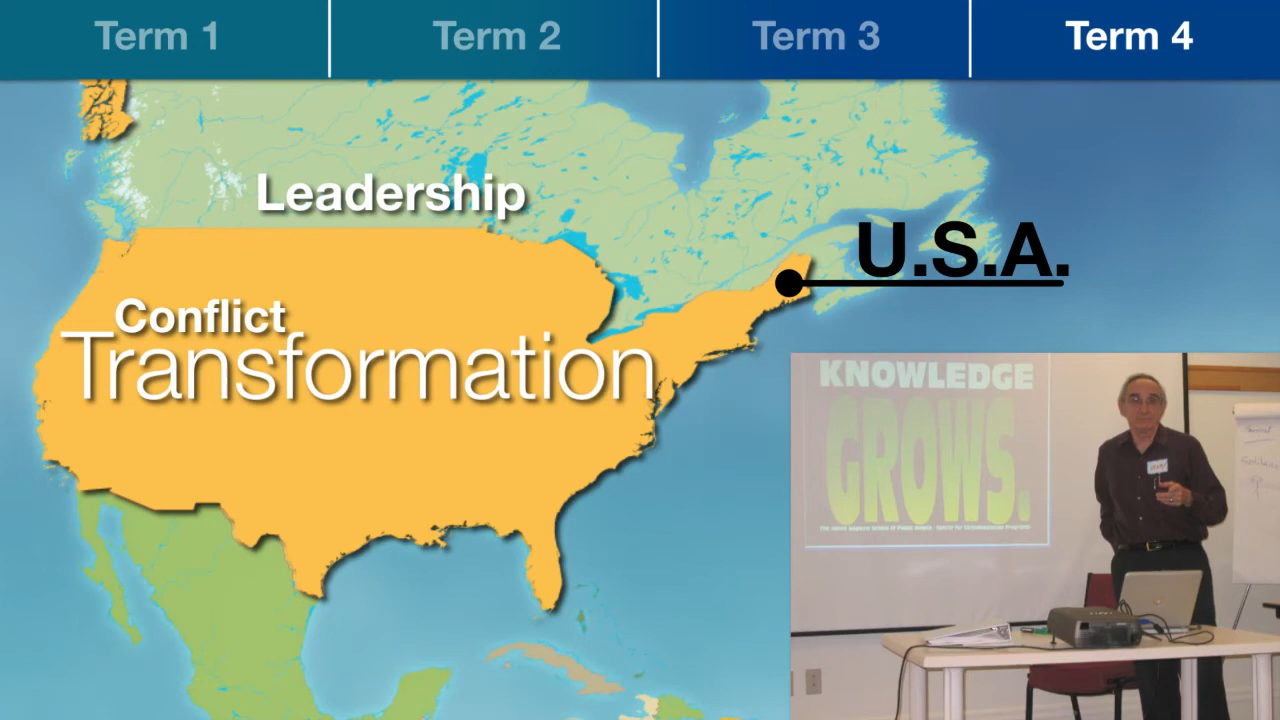 Term 1
Term 2
Term 3
Term 4
Leadership
U.S.A.
Conflict
Transformation
KNOWLEDGE
GROWS.